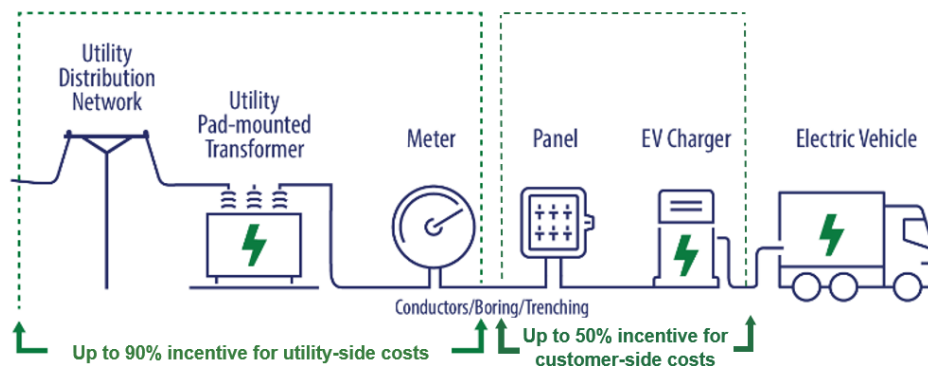 Utility
Distribution
Network
Utility
Pad-mounted
Transformer
Meter
Panel
EV Charger
Electric Vehicle
Conductors/Boring/Trenching
Up to 90% incentive for utility-side costs
Up to 50% incentive for
customer-side costs